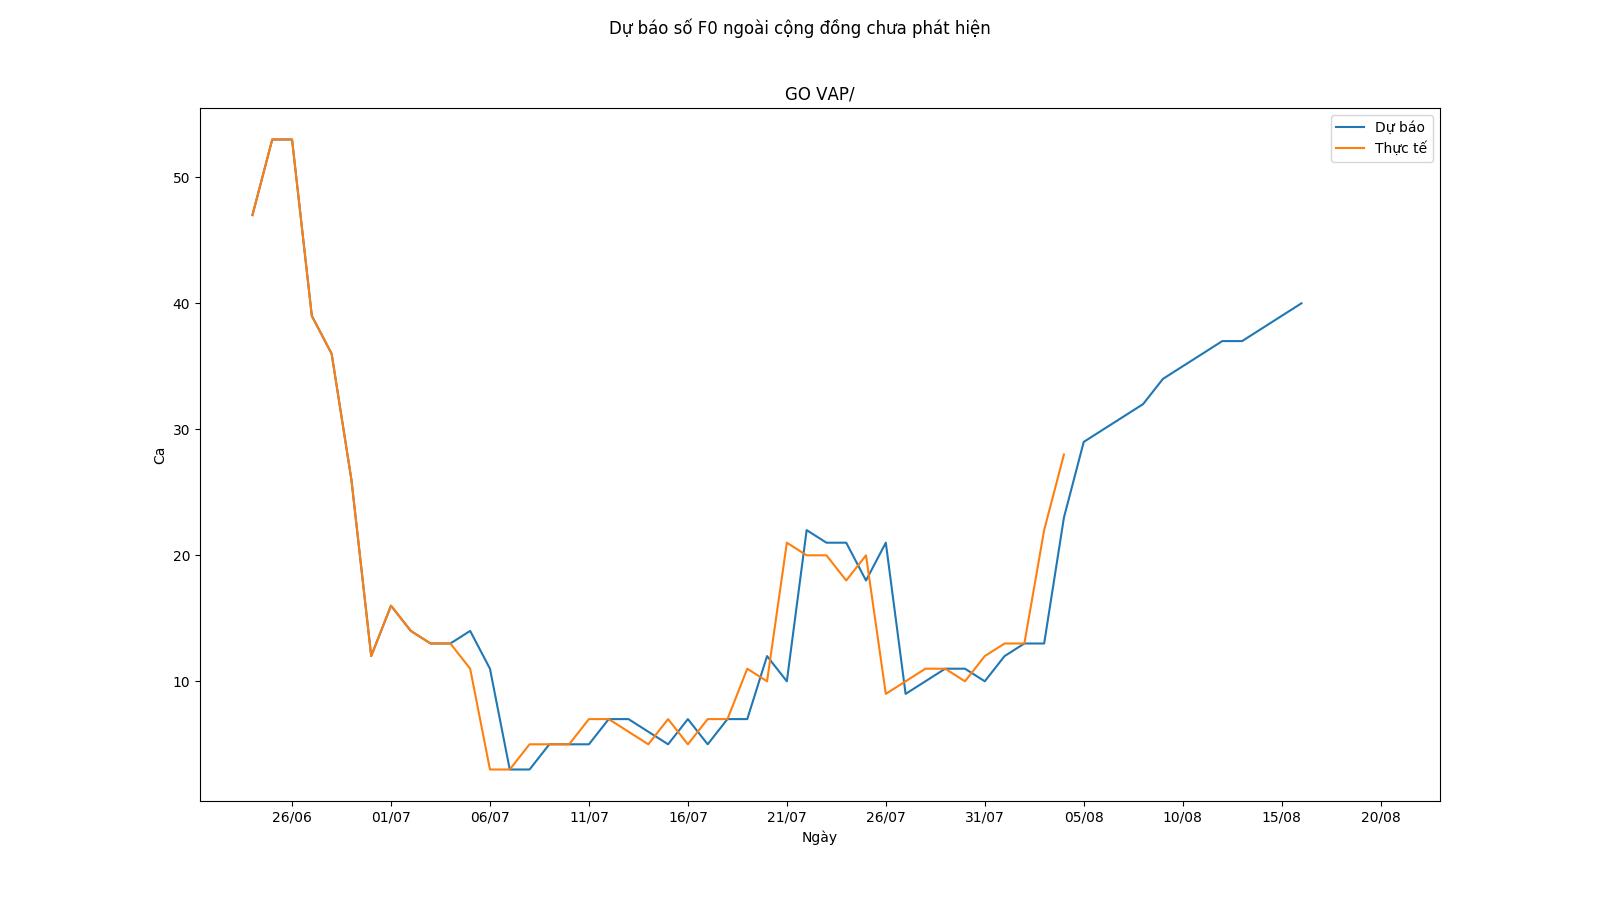 Dự báo số F0 ngoài cộng đồng chưa phát hiện
GO VAP/
Dự báo
Thực tế
50
40
30
20
10
Ca
26/06 01/07 06/07 11/07 16/07 21/07 26/07 31/07 05/08 10/08 15/08 20/08
Ngày